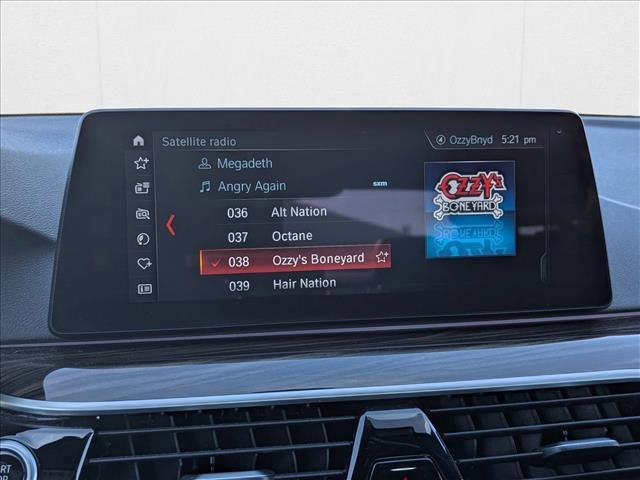 Satellite radio
OzzyBnyd 5:21 pm
Megadeth
Angry Again
sxm
036 Alt Nation
037 Octane
038 Ozzy's Boneyard
039 Hair Nation
OZZY'S
BONEYARD
START